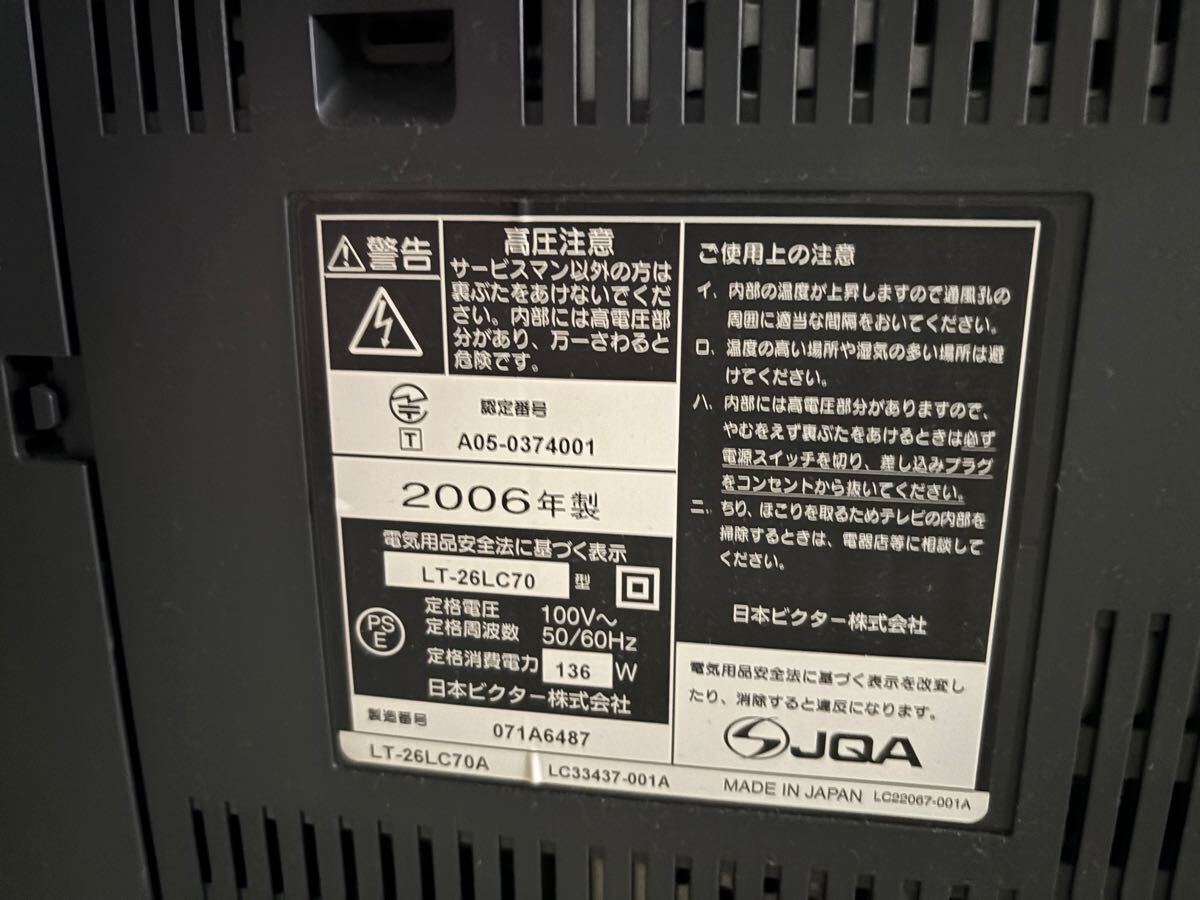 警告
高圧注意
サービスマン以外の方は
裏ぶたをあけないでくだ
さい。内部には高電圧部
分があり、万一さわると
危険です。
T
認定番号
A05-0374001
2006年製
電気用品安全法に基づく表示
LT-26LC70 型
PS
E
定格電圧 100V～
定格周波数 50/60Hz
定格消費電力 136 W
日本ビクター株式会社
製造番号 071A6487
ご使用上の注意
イ．内部の温度が上昇しますので通風孔の
周囲に適当な間隔をおいてください。
ロ．温度の高い場所や湿気の多い場所は避
けてください。
ハ．内部には高電圧部分がありますので、
やむをえず裏ぶたをあけるときは必ず
電源スイッチを切り、差し込みプラグ
をコンセントから抜いてください。
ニ．ちり、ほこりを取るためテレビの内部を
掃除するときは、電器店等に相談して
ください。
日本ビクター株式会社
電気用品安全法に基づく表示を改変し
たり、消除すると違反になります。
JQA
LT-26LC70A LC33437-001A MADE IN JAPAN LC22067-001A